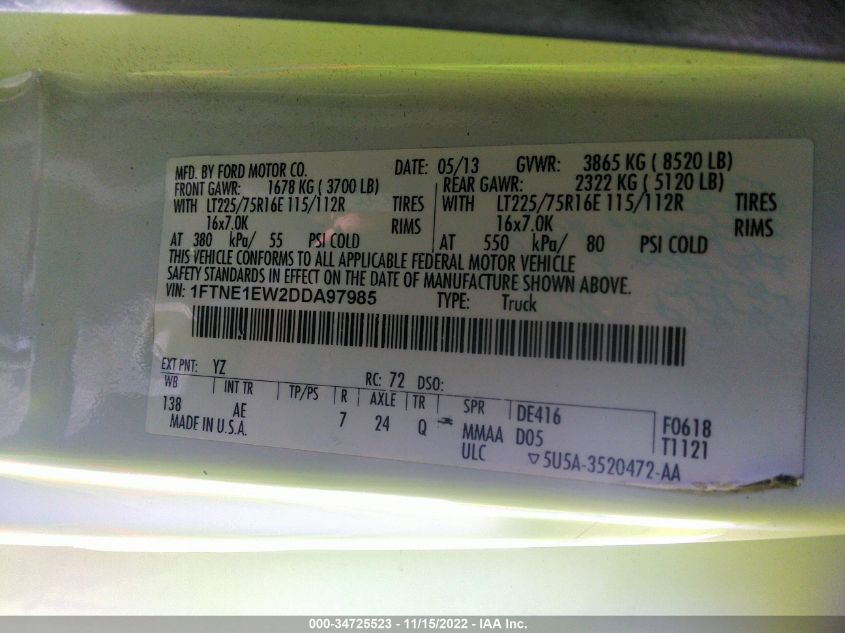 MFD. BY FORD MOTOR CO. DATE: 05/13 GVWR: 3865 KG ( 8520 LB)
FRONT GAWR: 1678 KG ( 3700 LB) REAR GAWR: 2322 KG ( 5120 LB)
WITH LT225/75R16E 115/112R TIRES WITH LT225/75R16E 115/112R TIRES
16x7.0K RIMS 16x7.0K RIMS
AT 380 kPa/ 55 PSI COLD AT 550 kPa/ 80 PSI COLD
THIS VEHICLE CONFORMS TO ALL APPLICABLE FEDERAL MOTOR VEHICLE
SAFETY STANDARDS IN EFFECT ON THE DATE OF MANUFACTURE SHOWN ABOVE.
VIN: 1FTNE1EW2DDA97985 TYPE: Truck
EXT PNT: YZ RC: 72 DSO:
WB INT TR TP/PS R AXLE TR SPR DE416 F0618
138 AE 7 24 Q MMAA D05 T1121
MADE IN U.S.A. ULC ▽5U5A-3520472-AA
000-34725523 - 11/15/2022 - IAA Inc.